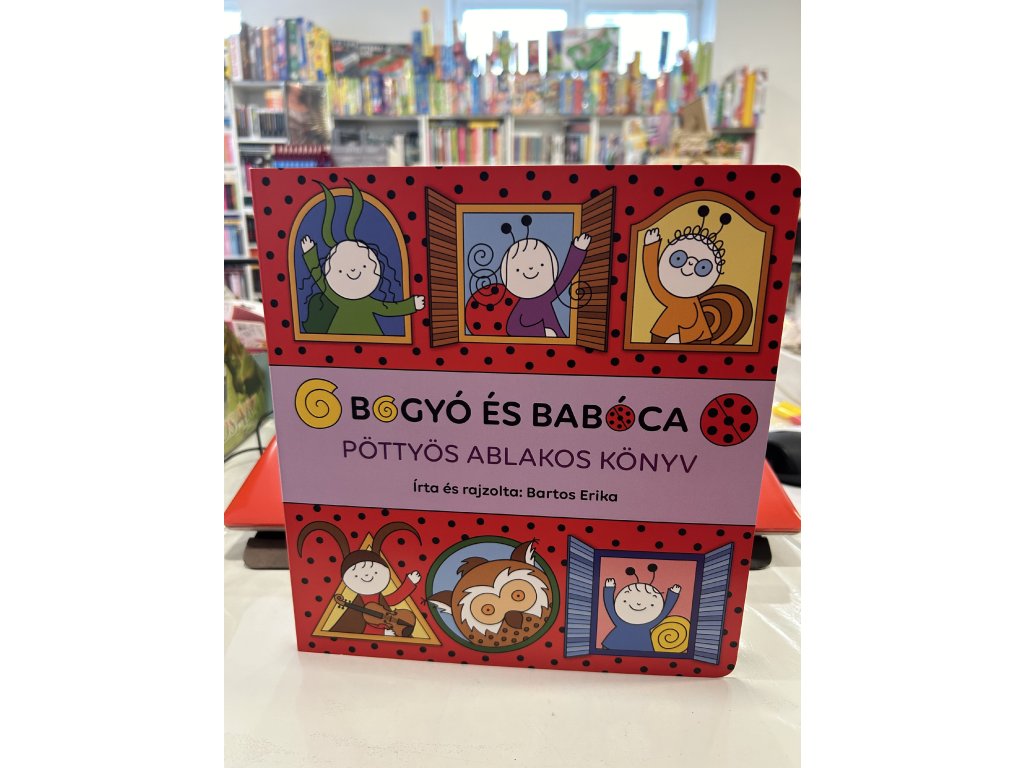 BOGYÓ ÉS BABÓCA
PÖTTYÖS ABLAKOS KÖNYV
Írta és rajzolta: Bartos Erika